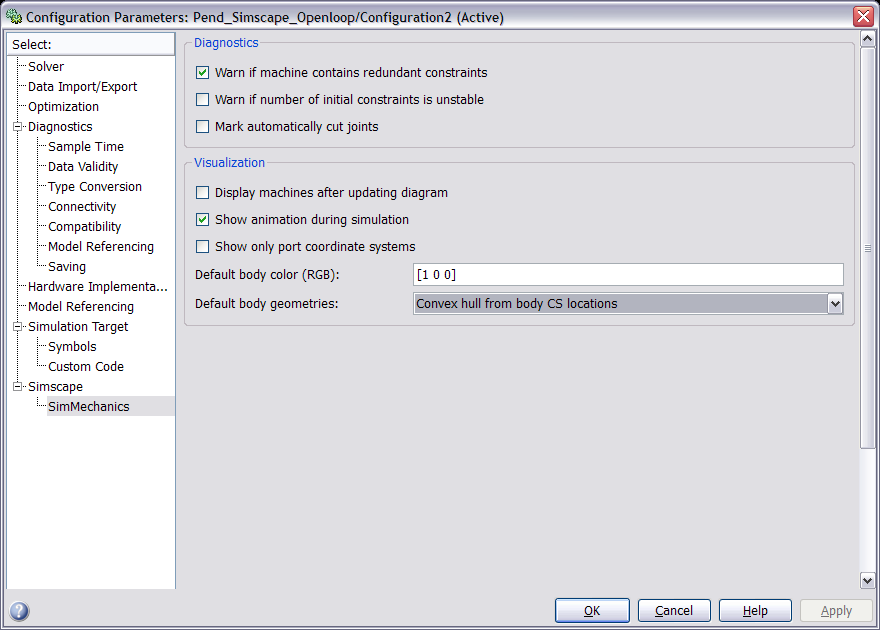 Configuration Parameters: Pend_Simscape_Openloop/Configuration2 (Active)
Select:
Solver
Data Import/Export
Optimization
Diagnostics
Sample Time
Data Validity
Type Conversion
Connectivity
Compatibility
Model Referencing
Saving
Hardware Implementa...
Model Referencing
Simulation Target
Symbols
Custom Code
Simscape
SimMechanics
Diagnostics
Warn if machine contains redundant constraints
Warn if number of initial constraints is unstable
Mark automatically cut joints
Visualization
Display machines after updating diagram
Show animation during simulation
Show only port coordinate systems
Default body color (RGB): [1 0 0]
Default body geometries: Convex hull from body CS locations
? OK Cancel Help Apply